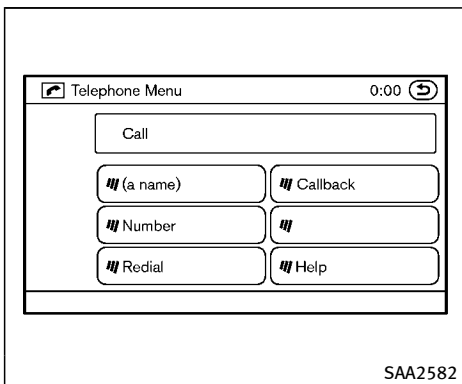 Telephone Menu 0:00
Call
(a name) Callback
Number
Redial Help
SAA2582